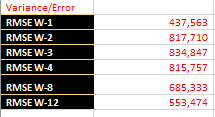 Variance/Error
RMSE W-1 437,563
RMSE W-2 817,710
RMSE W-3 834,847
RMSE W-4 815,757
RMSE W-8 685,333
RMSE W-12 553,474